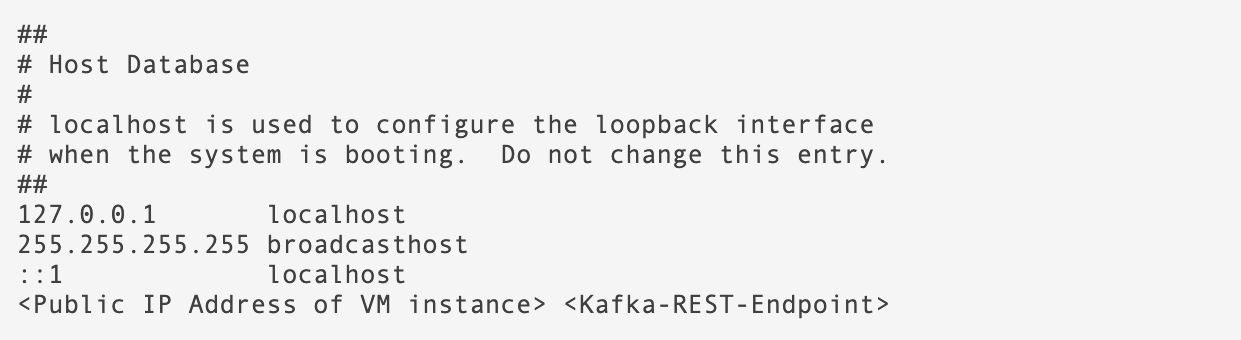 ##
# Host Database
#
# localhost is used to configure the loopback interface
# when the system is booting.  Do not change this entry.
##
127.0.0.1       localhost
255.255.255.255 broadcasthost
::1             localhost
<Public IP Address of VM instance> <Kafka-REST-Endpoint>